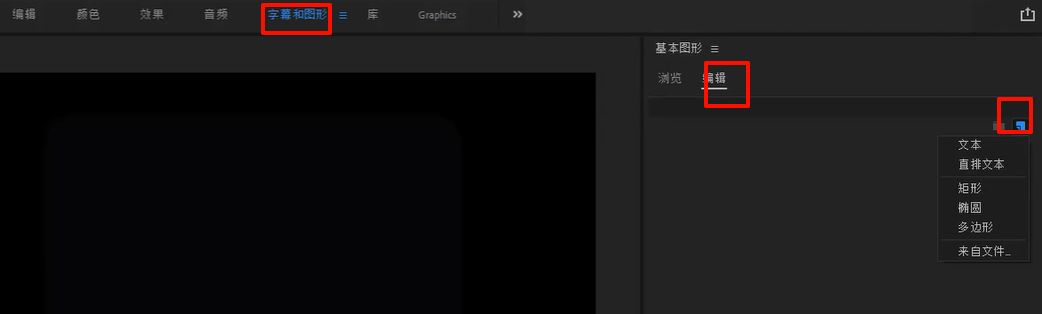 编辑 颜色 效果 音频 字幕和图形 库 Graphics
基本图形
浏览 编辑
文本
直排文本
矩形
椭圆
多边形
来自文件...